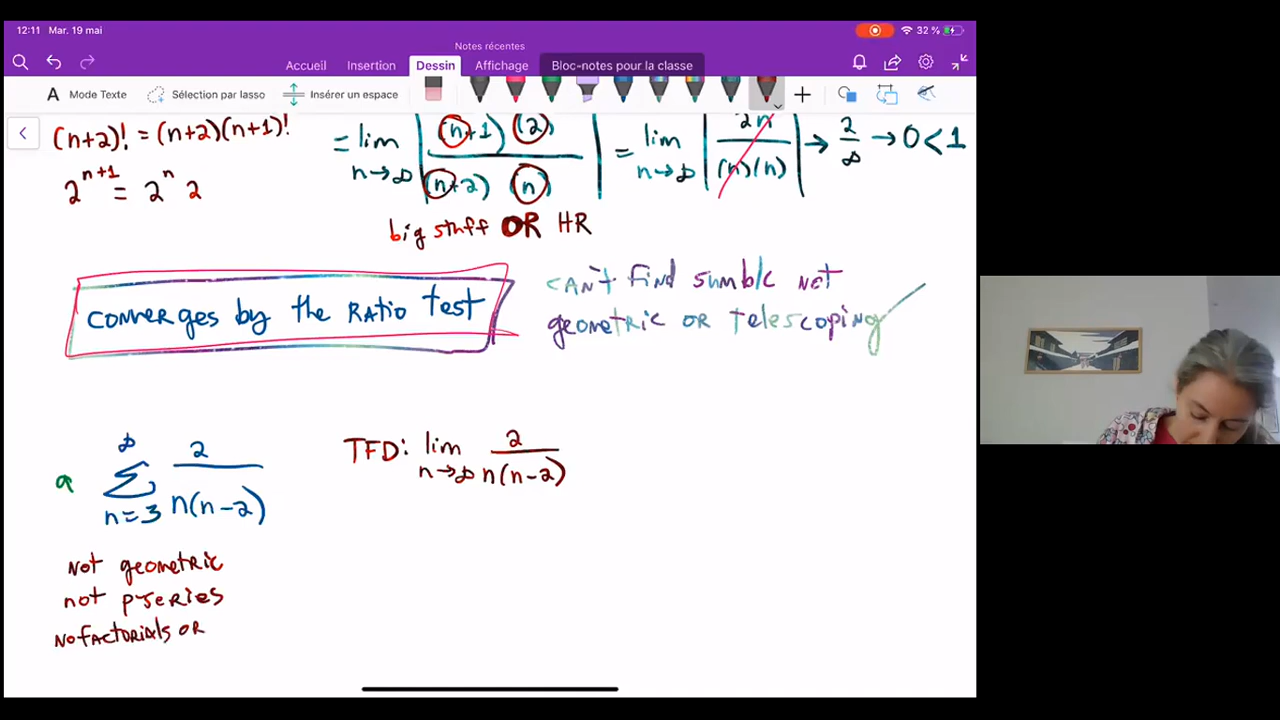 12:11 Mar. 19 mai
32 %
Notes récentes
Accueil Insertion Dessin Affichage Bloc-notes pour la classe
A Mode Texte Sélection par lasso Insérer un espace
(n+2)! = (n+2)(n+1)!
2^{n+1} = 2^n 2
= lim n→∞ | (n+1) (2) / (n+2) (n) | = lim n→∞ | 2n / (n)(n) | → 2/∞ → 0 < 1
big stuff OR HR
converges by the Ratio test
can't find sum bk not
geometric or telescoping
a ∑ n=3 ∞ 2 / n(n-2)
TFD: lim n→∞ 2 / n(n-2)
Not geometric
not p-series
No factorials or